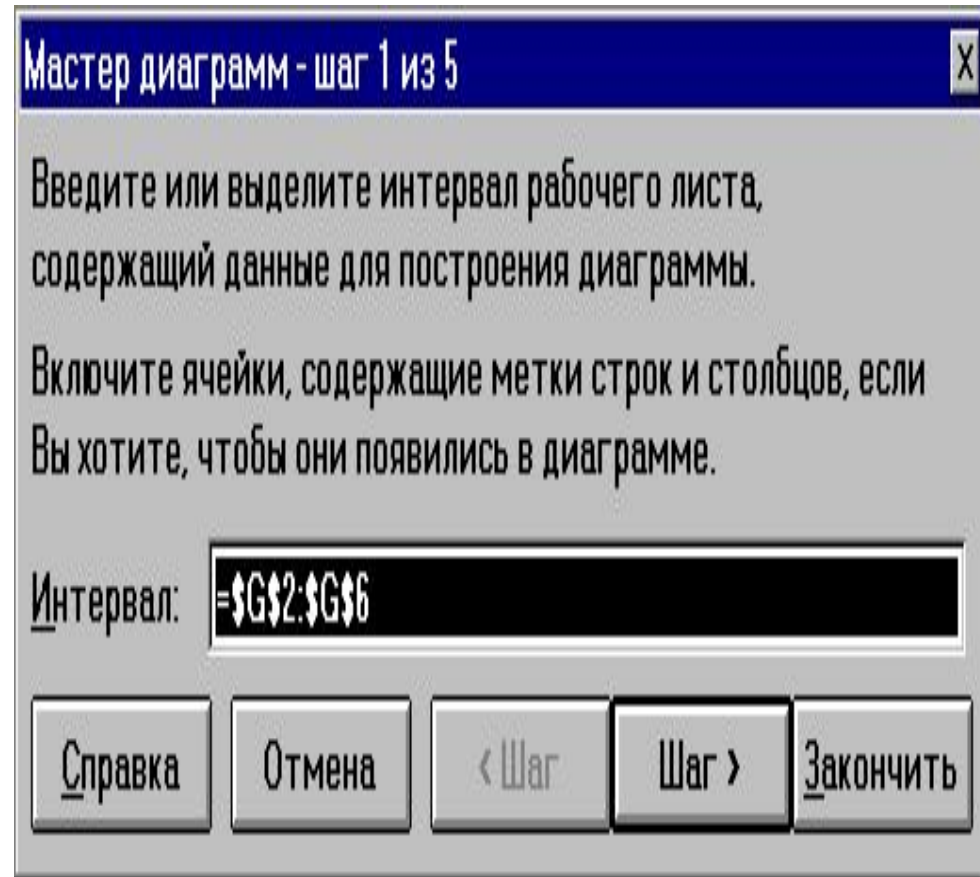 Мастер диаграмм - шаг 1 из 5
Введите или выделите интервал рабочего листа,
содержащий данные для построения диаграммы.
Включите ячейки, содержащие метки строк и столбцов, если
Вы хотите, чтобы они появились в диаграмме.
Интервал: =$G$2:$G$6
Справка Отмена < Шаг Шаг > Закончить